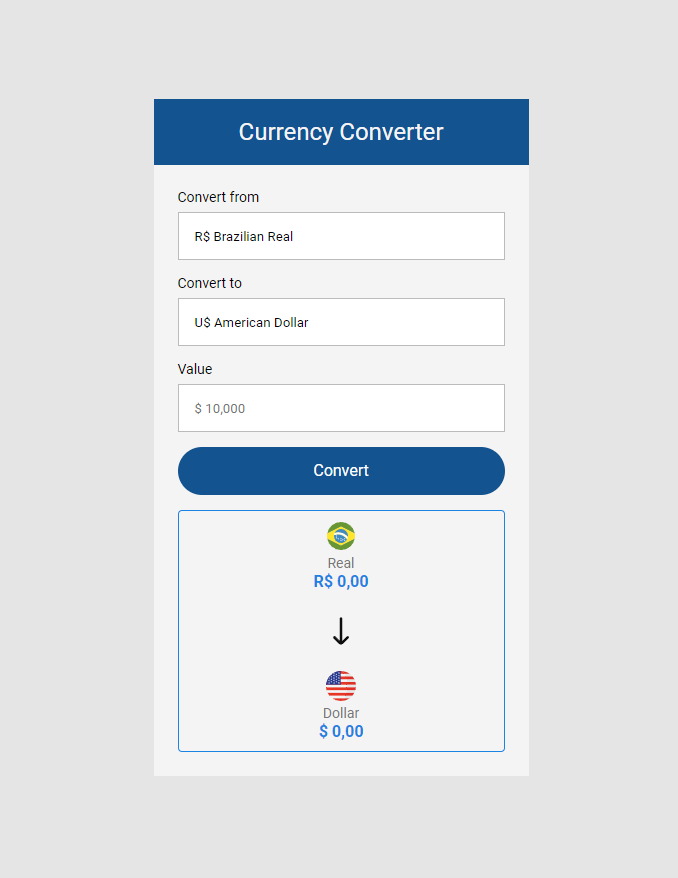 Currency Converter
Convert from
R$ Brazilian Real
Convert to
U$ American Dollar
Value
$ 10,000
Convert
Real
R$ 0,00
Dollar
$ 0,00